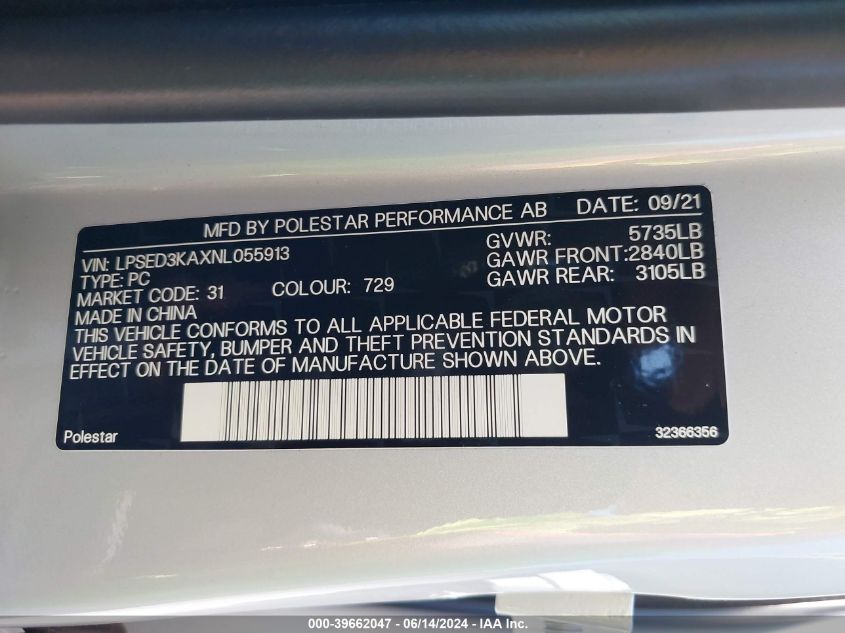 MFD BY POLESTAR PERFORMANCE AB DATE: 09/21
VIN: LPSED3KAXNL055913 GVWR: 5735LB
TYPE: PC GAWR FRONT:2840LB
MARKET CODE: 31 COLOUR: 729 GAWR REAR: 3105LB
MADE IN CHINA
THIS VEHICLE CONFORMS TO ALL APPLICABLE FEDERAL MOTOR
VEHICLE SAFETY, BUMPER AND THEFT PREVENTION STANDARDS IN
EFFECT ON THE DATE OF MANUFACTURE SHOWN ABOVE.
Polestar 32366356
000-39662047 - 06/14/2024 - IAA Inc.